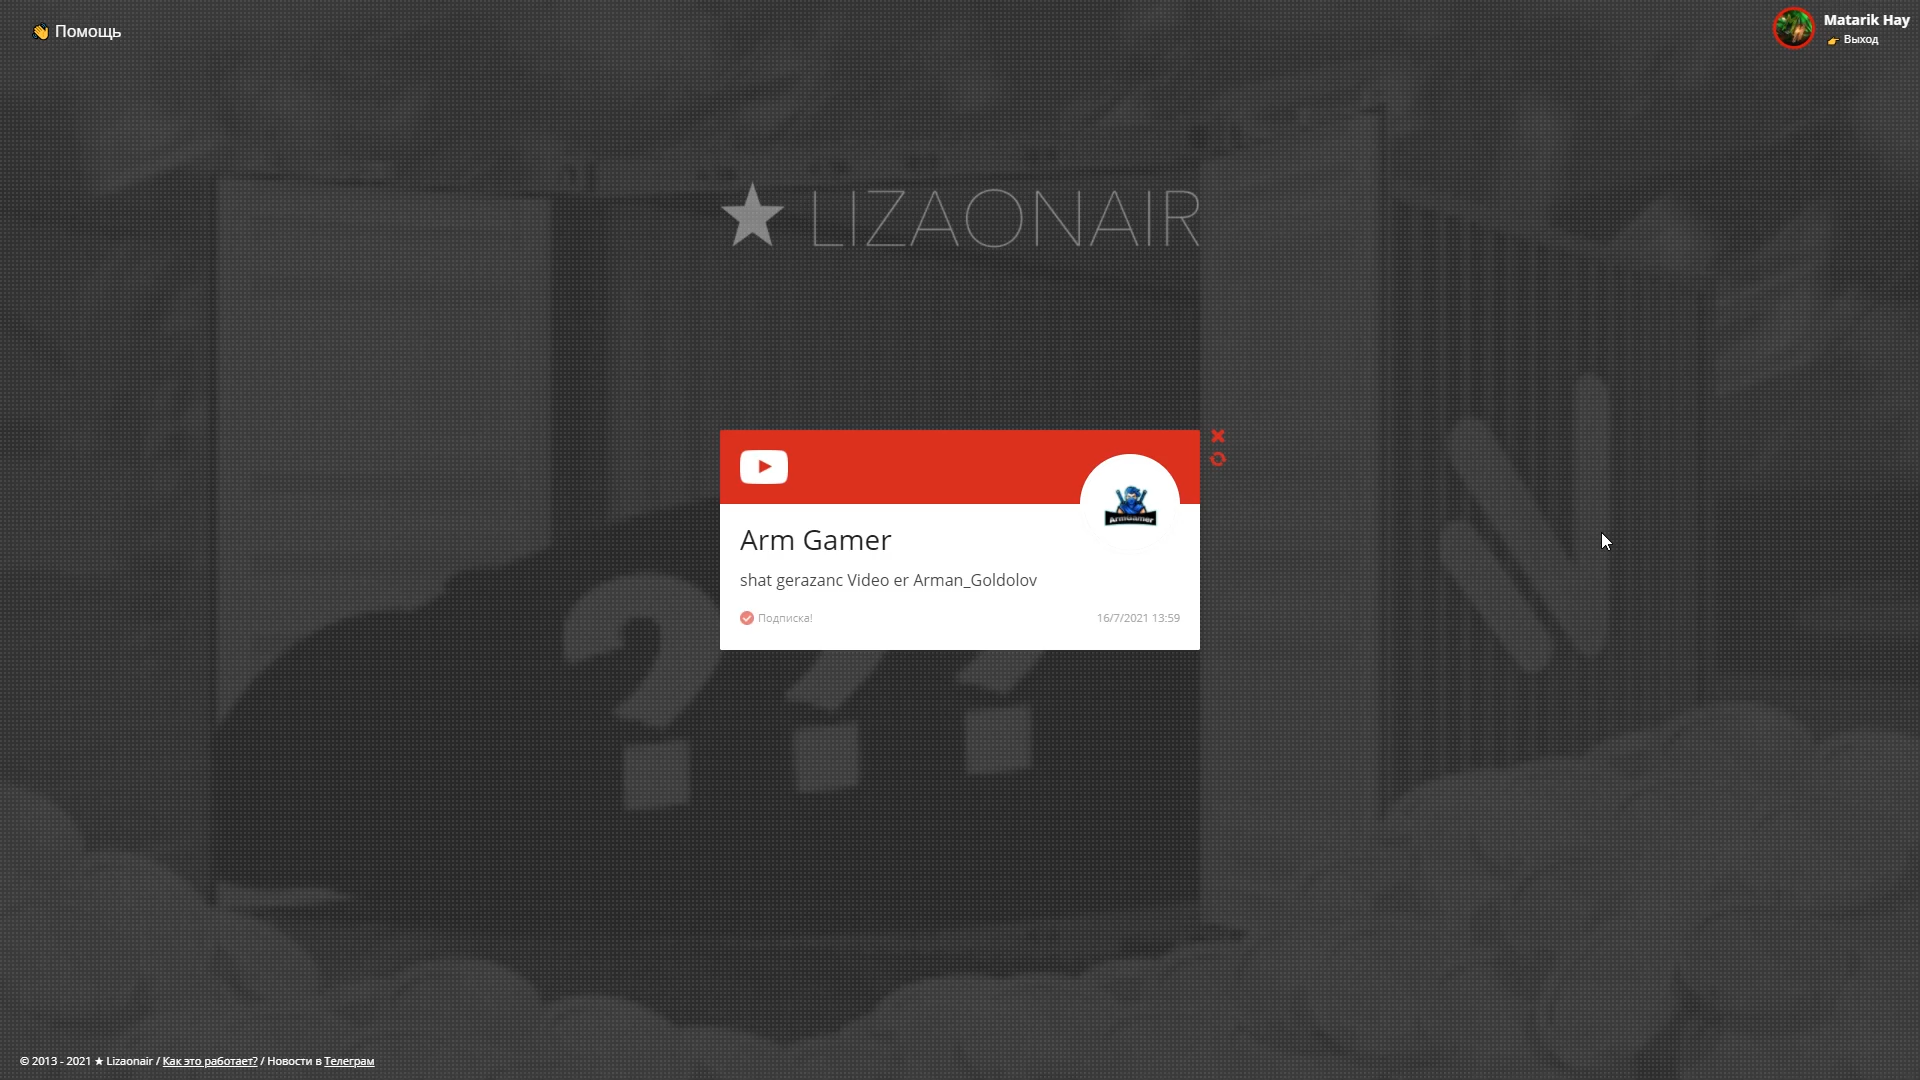 👋 Помощь
Matarik Hay
👉 Выход
★ LIZAONAIR
ArmGamer
Arm Gamer
shat gerazanc Video er Arman_Goldolov
Подписка!
16/7/2021 13:59
???
© 2013 - 2021 ★ Lizaonair / Как это работает? / Новости в Телеграм